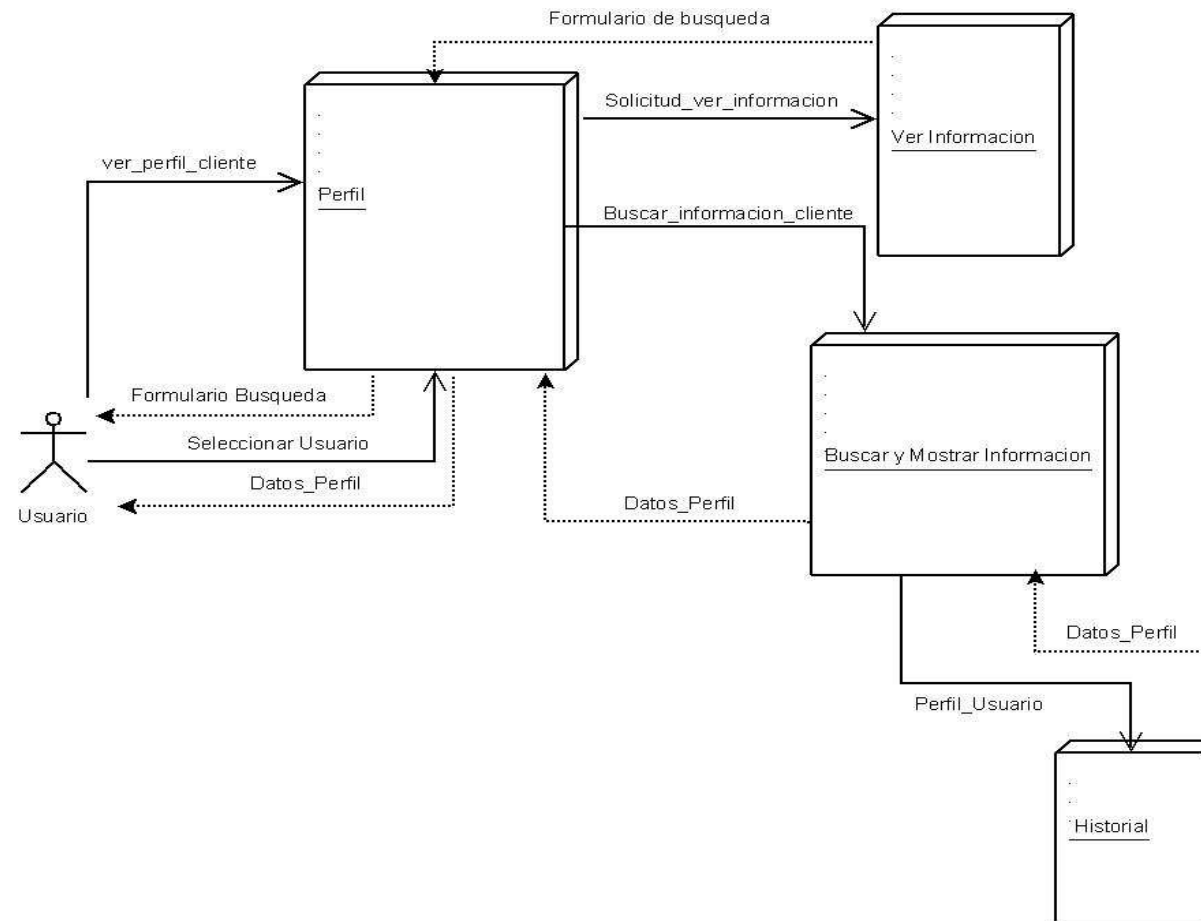 Formulario de busqueda
Solicitud_ver_informacion
Ver Informacion
ver_perfil_cliente
Perfil
Buscar_informacion_cliente
Formulario Busqueda
Seleccionar Usuario
Buscar y Mostrar Informacion
Datos_Perfil
Datos_Perfil
Usuario
Datos_Perfil
Perfil_Usuario
Historial